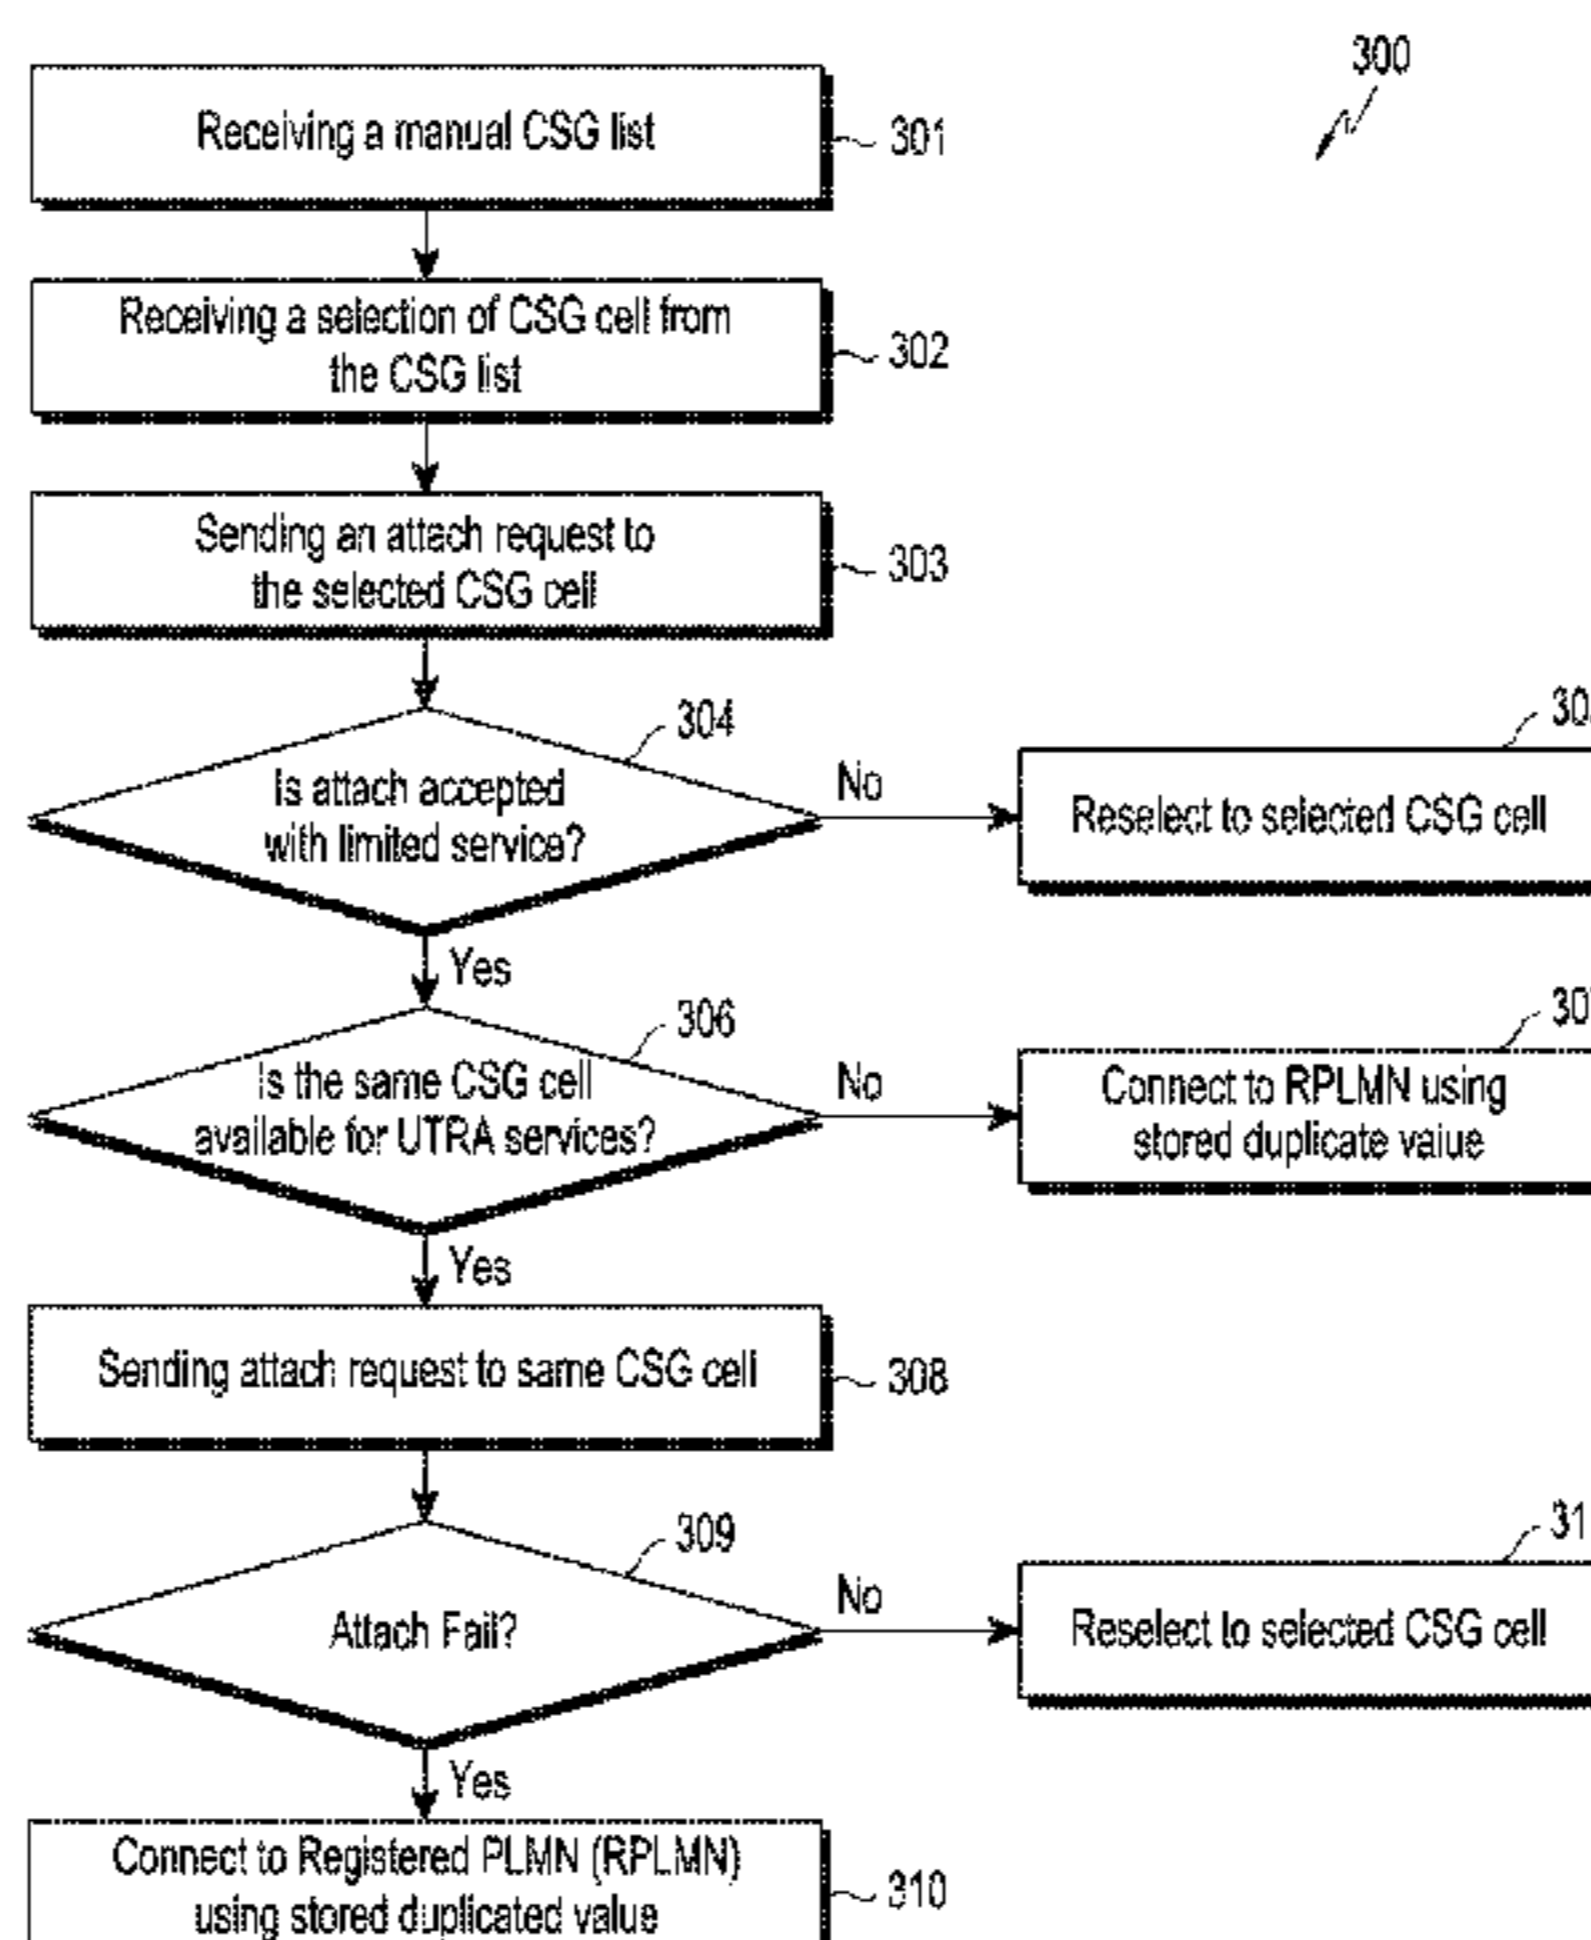 300
Receiving a manual CSG list
301
Receiving a selection of CSG cell from
the CSG list
302
Sending an attach request to
the selected CSG cell
303
304
Is attach accepted
with limited service?
No
Reselect to selected CSG cell
Yes
306
Is the same CSG cell
available for UTRA services?
No
Connect to RPLMN using
stored duplicate value
Yes
Sending attach request to same CSG cell
308
309
Attach Fail?
No
Reselect to selected CSG cell
Yes
Connect to Registered PLMN (RPLMN)
using stored duplicated value
310